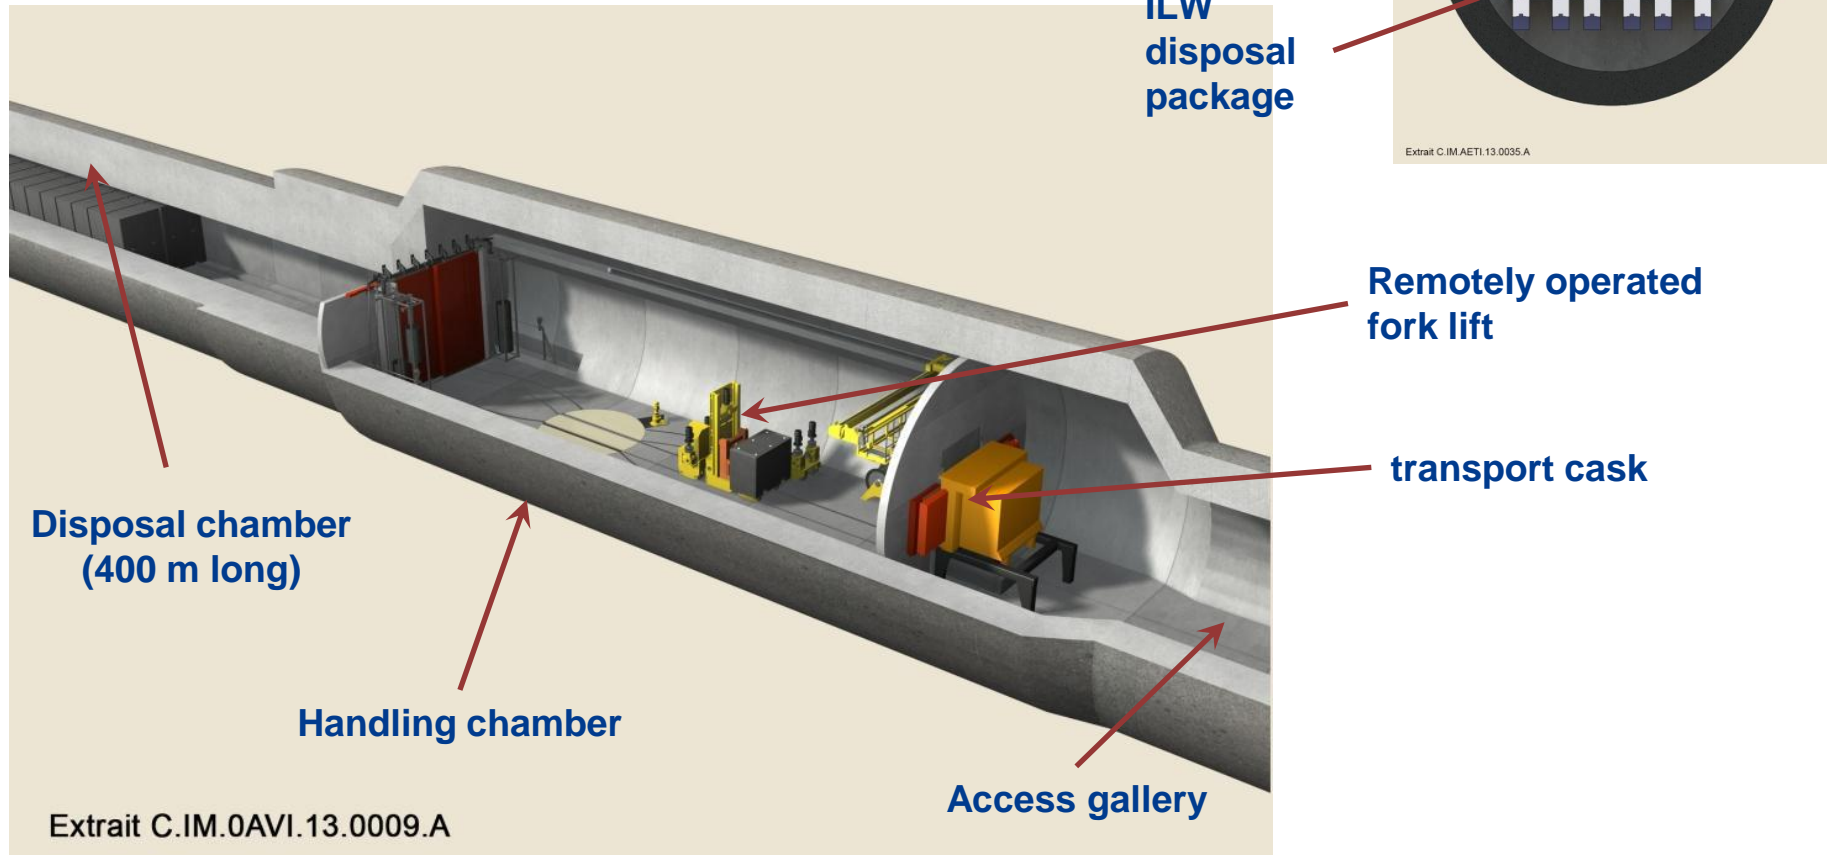 ILW
disposal
package
Extrait C.IM.AETI.13.0035.A
Remotely operated
fork lift
transport cask
Disposal chamber
(400 m long)
Handling chamber
Access gallery
Extrait C.IM.0AVI.13.0009.A